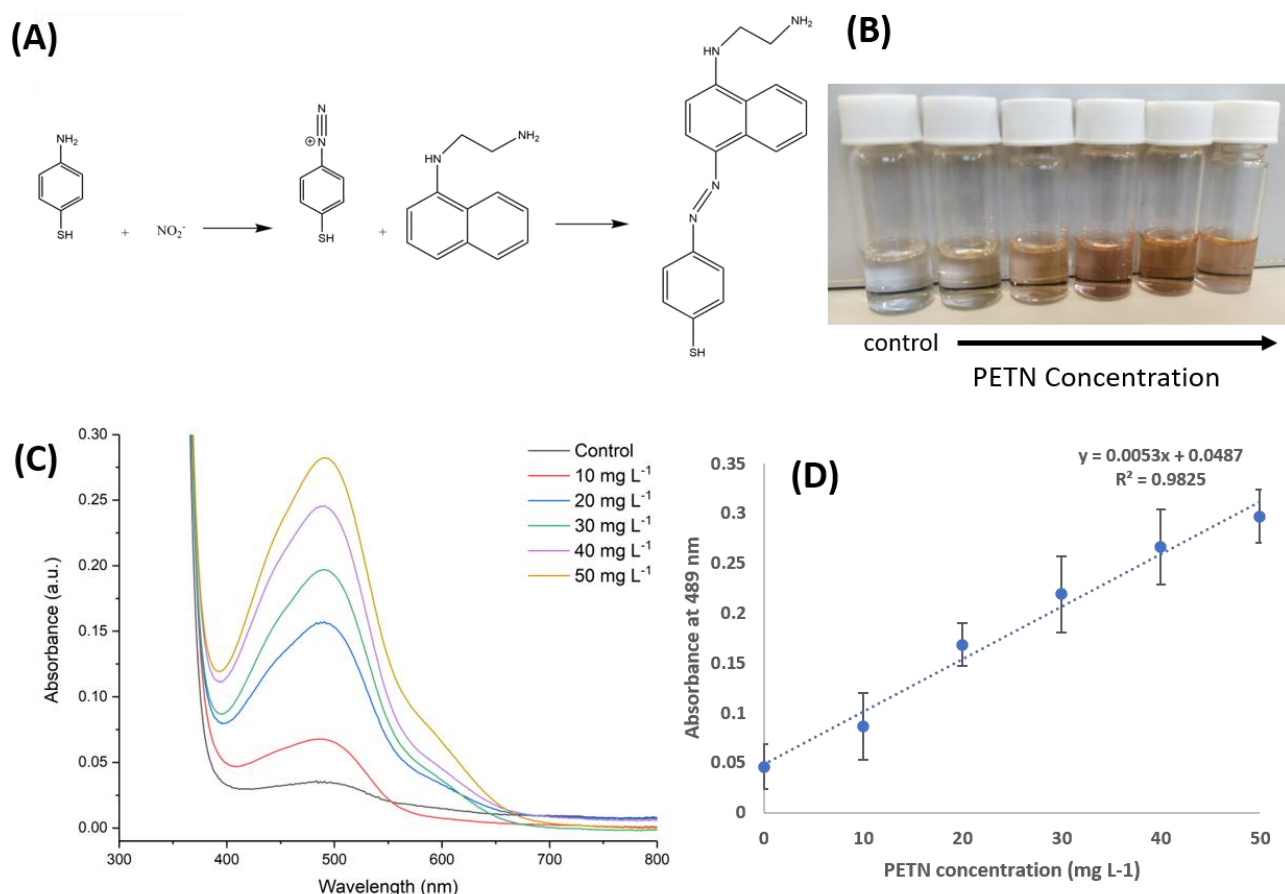 (A)
NH₂
SH
+
NO₂⁻
N
N
⊕
SH
+
HN
NH₂
NH₂
HN
N
N
SH
(B)
control
PETN Concentration
(C)
Absorbance (a.u.)
0.30
0.25
0.20
0.15
0.10
0.05
0.00
300
400
500
600
700
800
Wavelength (nm)
Control
10 mg L⁻¹
20 mg L⁻¹
30 mg L⁻¹
40 mg L⁻¹
50 mg L⁻¹
(D)
y = 0.0053x + 0.0487
R² = 0.9825
Absorbance at 489 nm
0.35
0.3
0.25
0.2
0.15
0.1
0.05
0
0
10
20
30
40
50
PETN concentration (mg L-1)